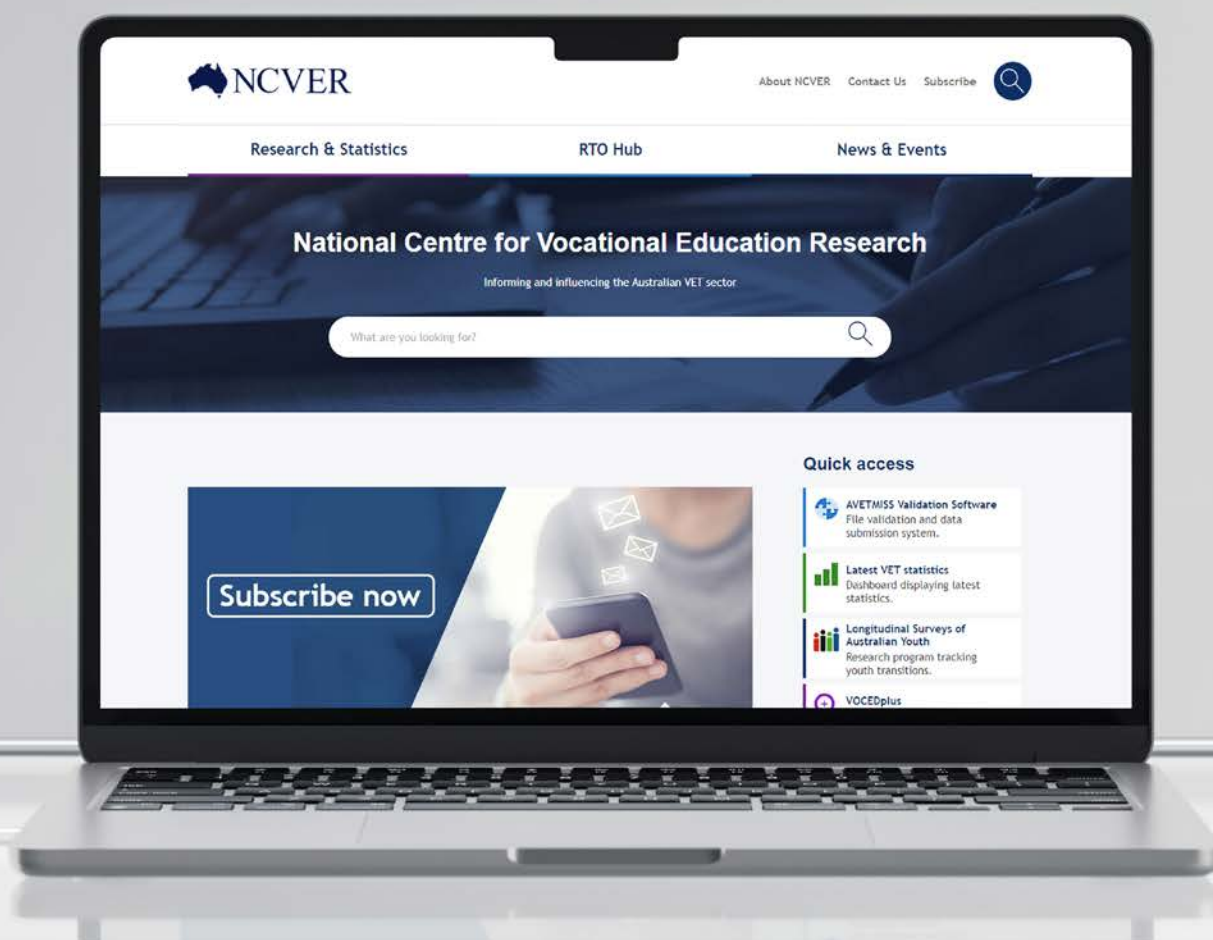 NCVER
About NCVER Contact Us Subscribe
Research & Statistics RTO Hub News & Events
National Centre for Vocational Education Research
Informing and influencing the Australian VET sector
What are you looking for?
Quick access
AVETMISS Validation Software
File validation and data
submission system.
Subscribe now
Latest VET statistics
Dashboard displaying latest
statistics.
Longitudinal Surveys of
Australian Youth
Research program tracking
youth transitions.
VOCEDplus